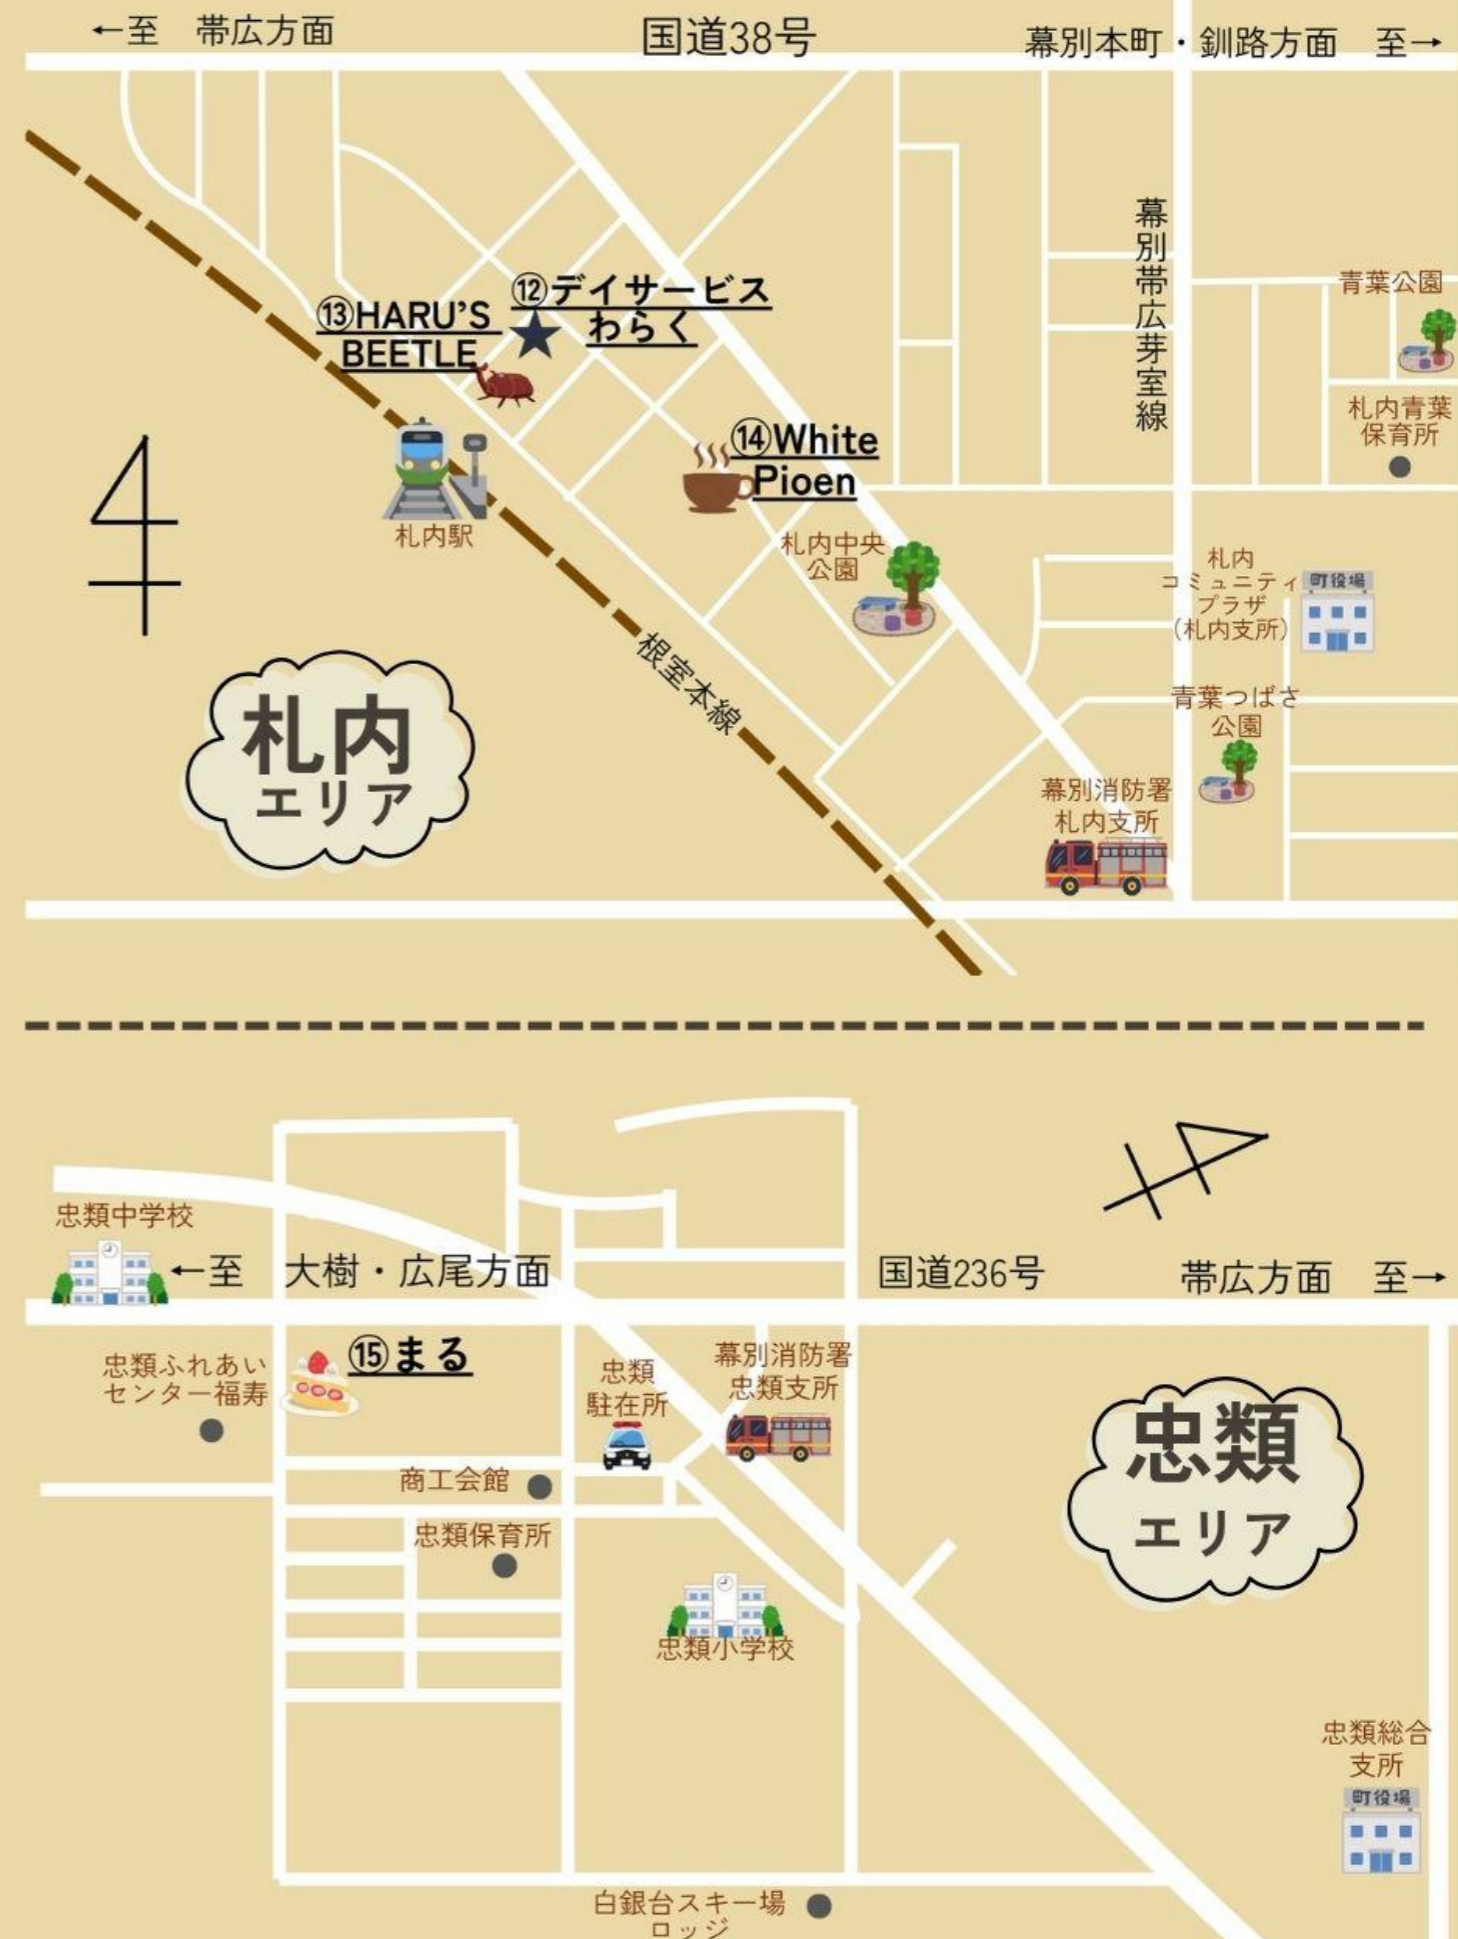 ←至 帯広方面
国道38号
幕別本町・釧路方面 至→
幕別帯広芽室線
青葉公園
⑫デイサービス
わらく
⑬HARU'S
BEETLE
札内青葉
保育所
⑭White
Pioen
札内駅
札内中央
公園
札内
コミュニティ
プラザ
(札内支所)
町役場
根室本線
札内
エリア
青葉つばさ
公園
幕別消防署
札内支所
忠類中学校
←至 大樹・広尾方面
国道236号
帯広方面 至→
忠類ふれあい
センター福寿
⑮まる
忠類
駐在所
幕別消防署
忠類支所
忠類
エリア
商工会館
忠類保育所
忠類小学校
忠類総合
支所
町役場
白銀台スキー場
ロッジ